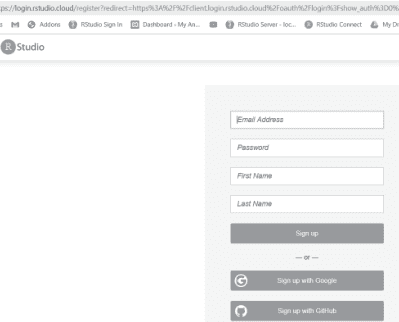 ps://login.rstudio.cloud/register?redirect=https%3A%2F%2Fclient.login.rstudio.cloud%2Foauth%2Flogin%3Fshow_auth%3D0%
s M Addons RStudio Sign In Dashboard - My An... RStudio Server - loc... RStudio Connect My Dr
R Studio
Email Address
Password
First Name
Last Name
Sign up
— or —
G Sign up with Google
Sign up with GitHub